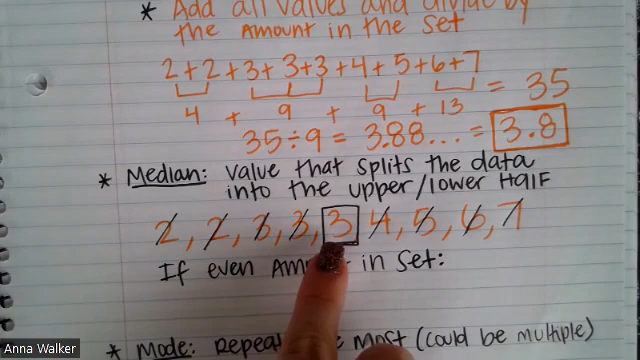 * Add all values and divide by
the Amount in the set
2+2+3+3+3+4+5+6+7
= 35
4 + 9 + 9 + 13
35÷9 = 3.88... = 3.8
* Median: Value that splits the data
into the upper/lower Half
2, 2, 3, 3, 3, 4, 5, 6, 7
If even in set:
* Mode: most (could be multiple)
Anna Walker